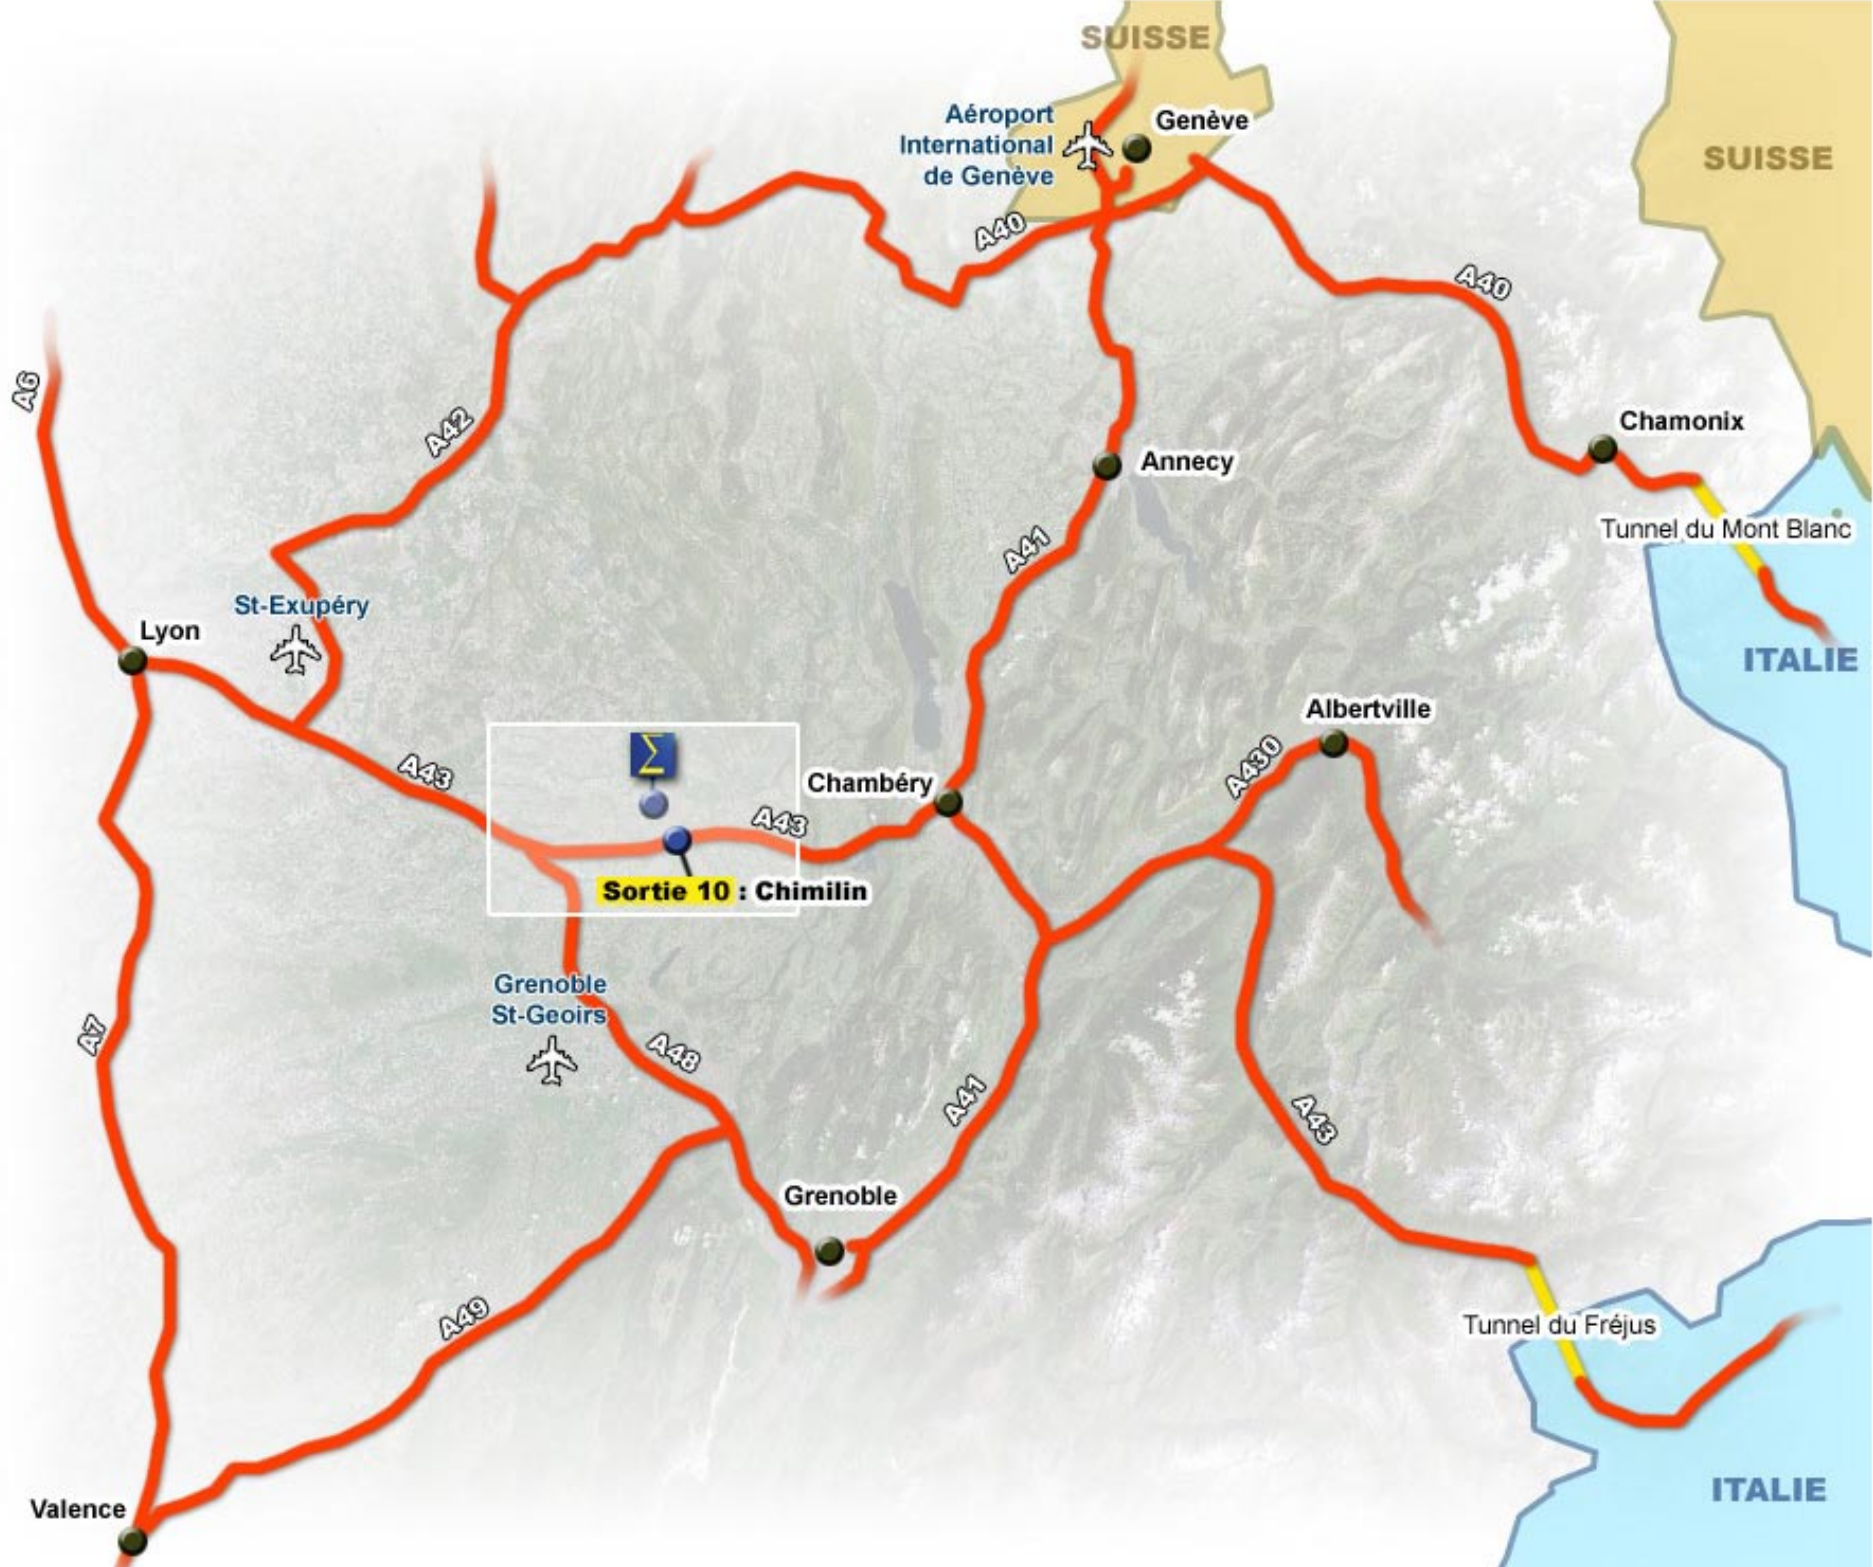 SUISSE
Aéroport
International
de Genève
Genève
SUISSE
A40
A40
A6
A42
Chamonix
Annecy
Tunnel du Mont Blanc
A41
St-Exupéry
Lyon
ITALIE
Albertville
A43
Σ
Chambéry
A430
A43
Sortie 10 : Chimilin
Grenoble
St-Geoirs
A7
A48
A41
A43
Grenoble
A49
Tunnel du Fréjus
ITALIE
Valence